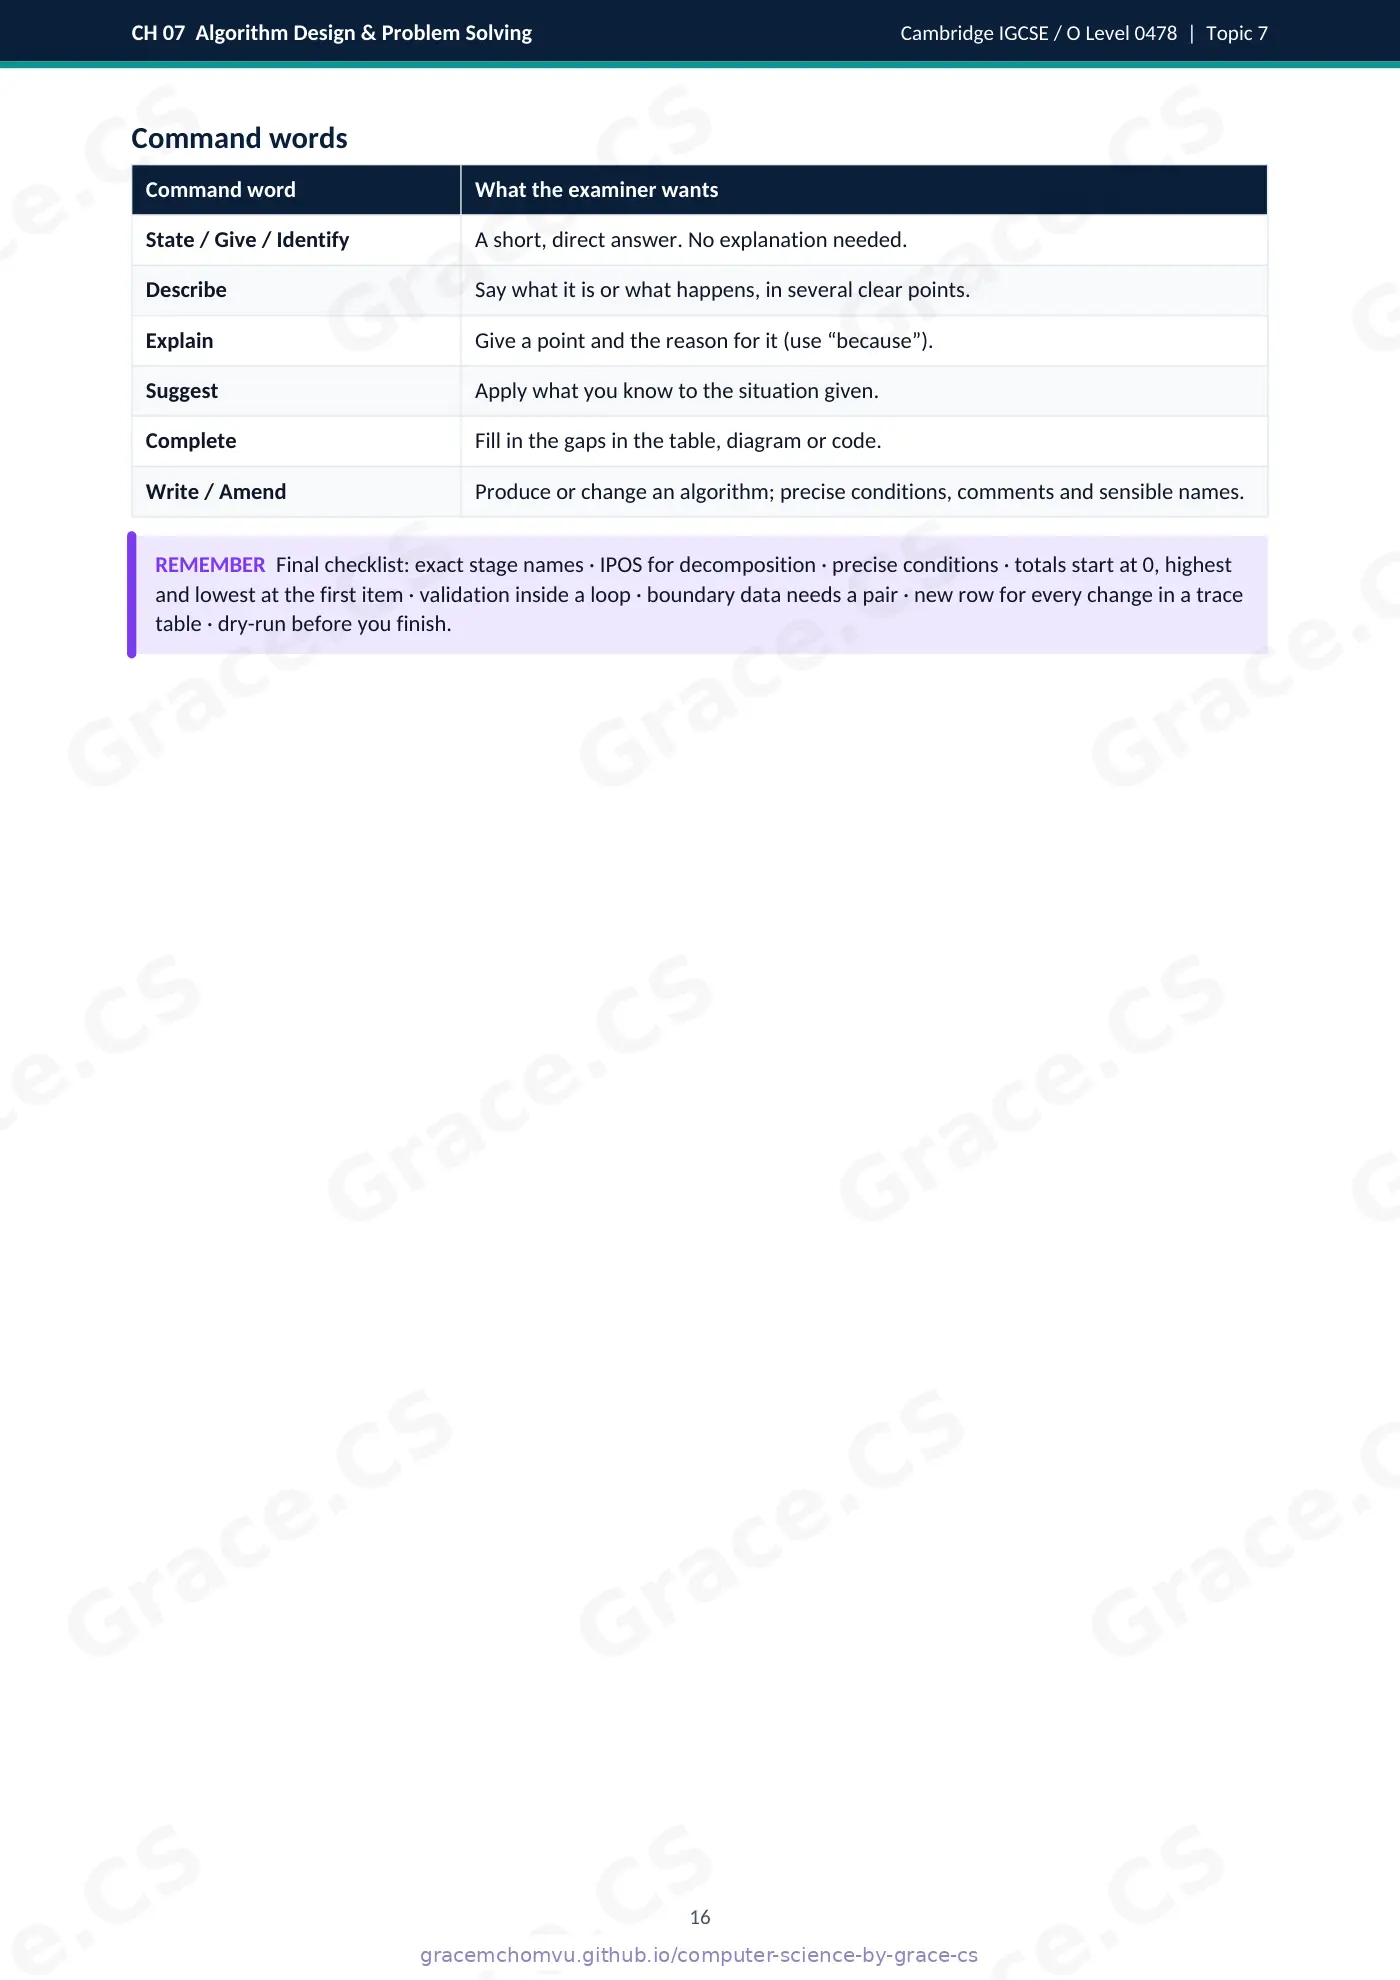 CH 07 Algorithm Design & Problem Solving
Cambridge IGCSE / O Level 0478 | Topic 7
Command words
Command word What the examiner wants
State / Give / Identify A short, direct answer. No explanation needed.
Describe Say what it is or what happens, in several clear points.
Explain Give a point and the reason for it (use “because”).
Suggest Apply what you know to the situation given.
Complete Fill in the gaps in the table, diagram or code.
Write / Amend Produce or change an algorithm; precise conditions, comments and sensible names.
REMEMBER Final checklist: exact stage names · IPOS for decomposition · precise conditions · totals start at 0, highest
and lowest at the first item · validation inside a loop · boundary data needs a pair · new row for every change in a trace
table · dry-run before you finish.
Grace.CS
16
gracemchomvu.github.io/computer-science-by-grace-cs